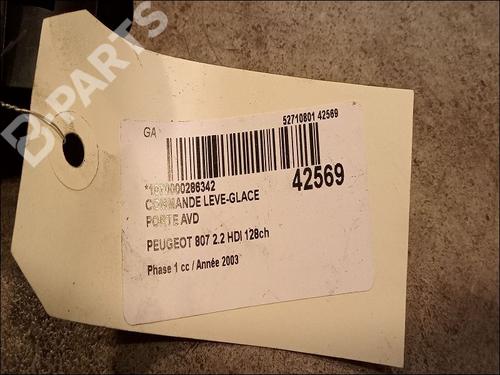 B-PARTS
GA
52710801 42569
42569
COMMANDE LEVE-GLACE
PORTE AVD
PEUGEOT 807 2.2 HDI 128ch
Phase 1 cc / Année 2003